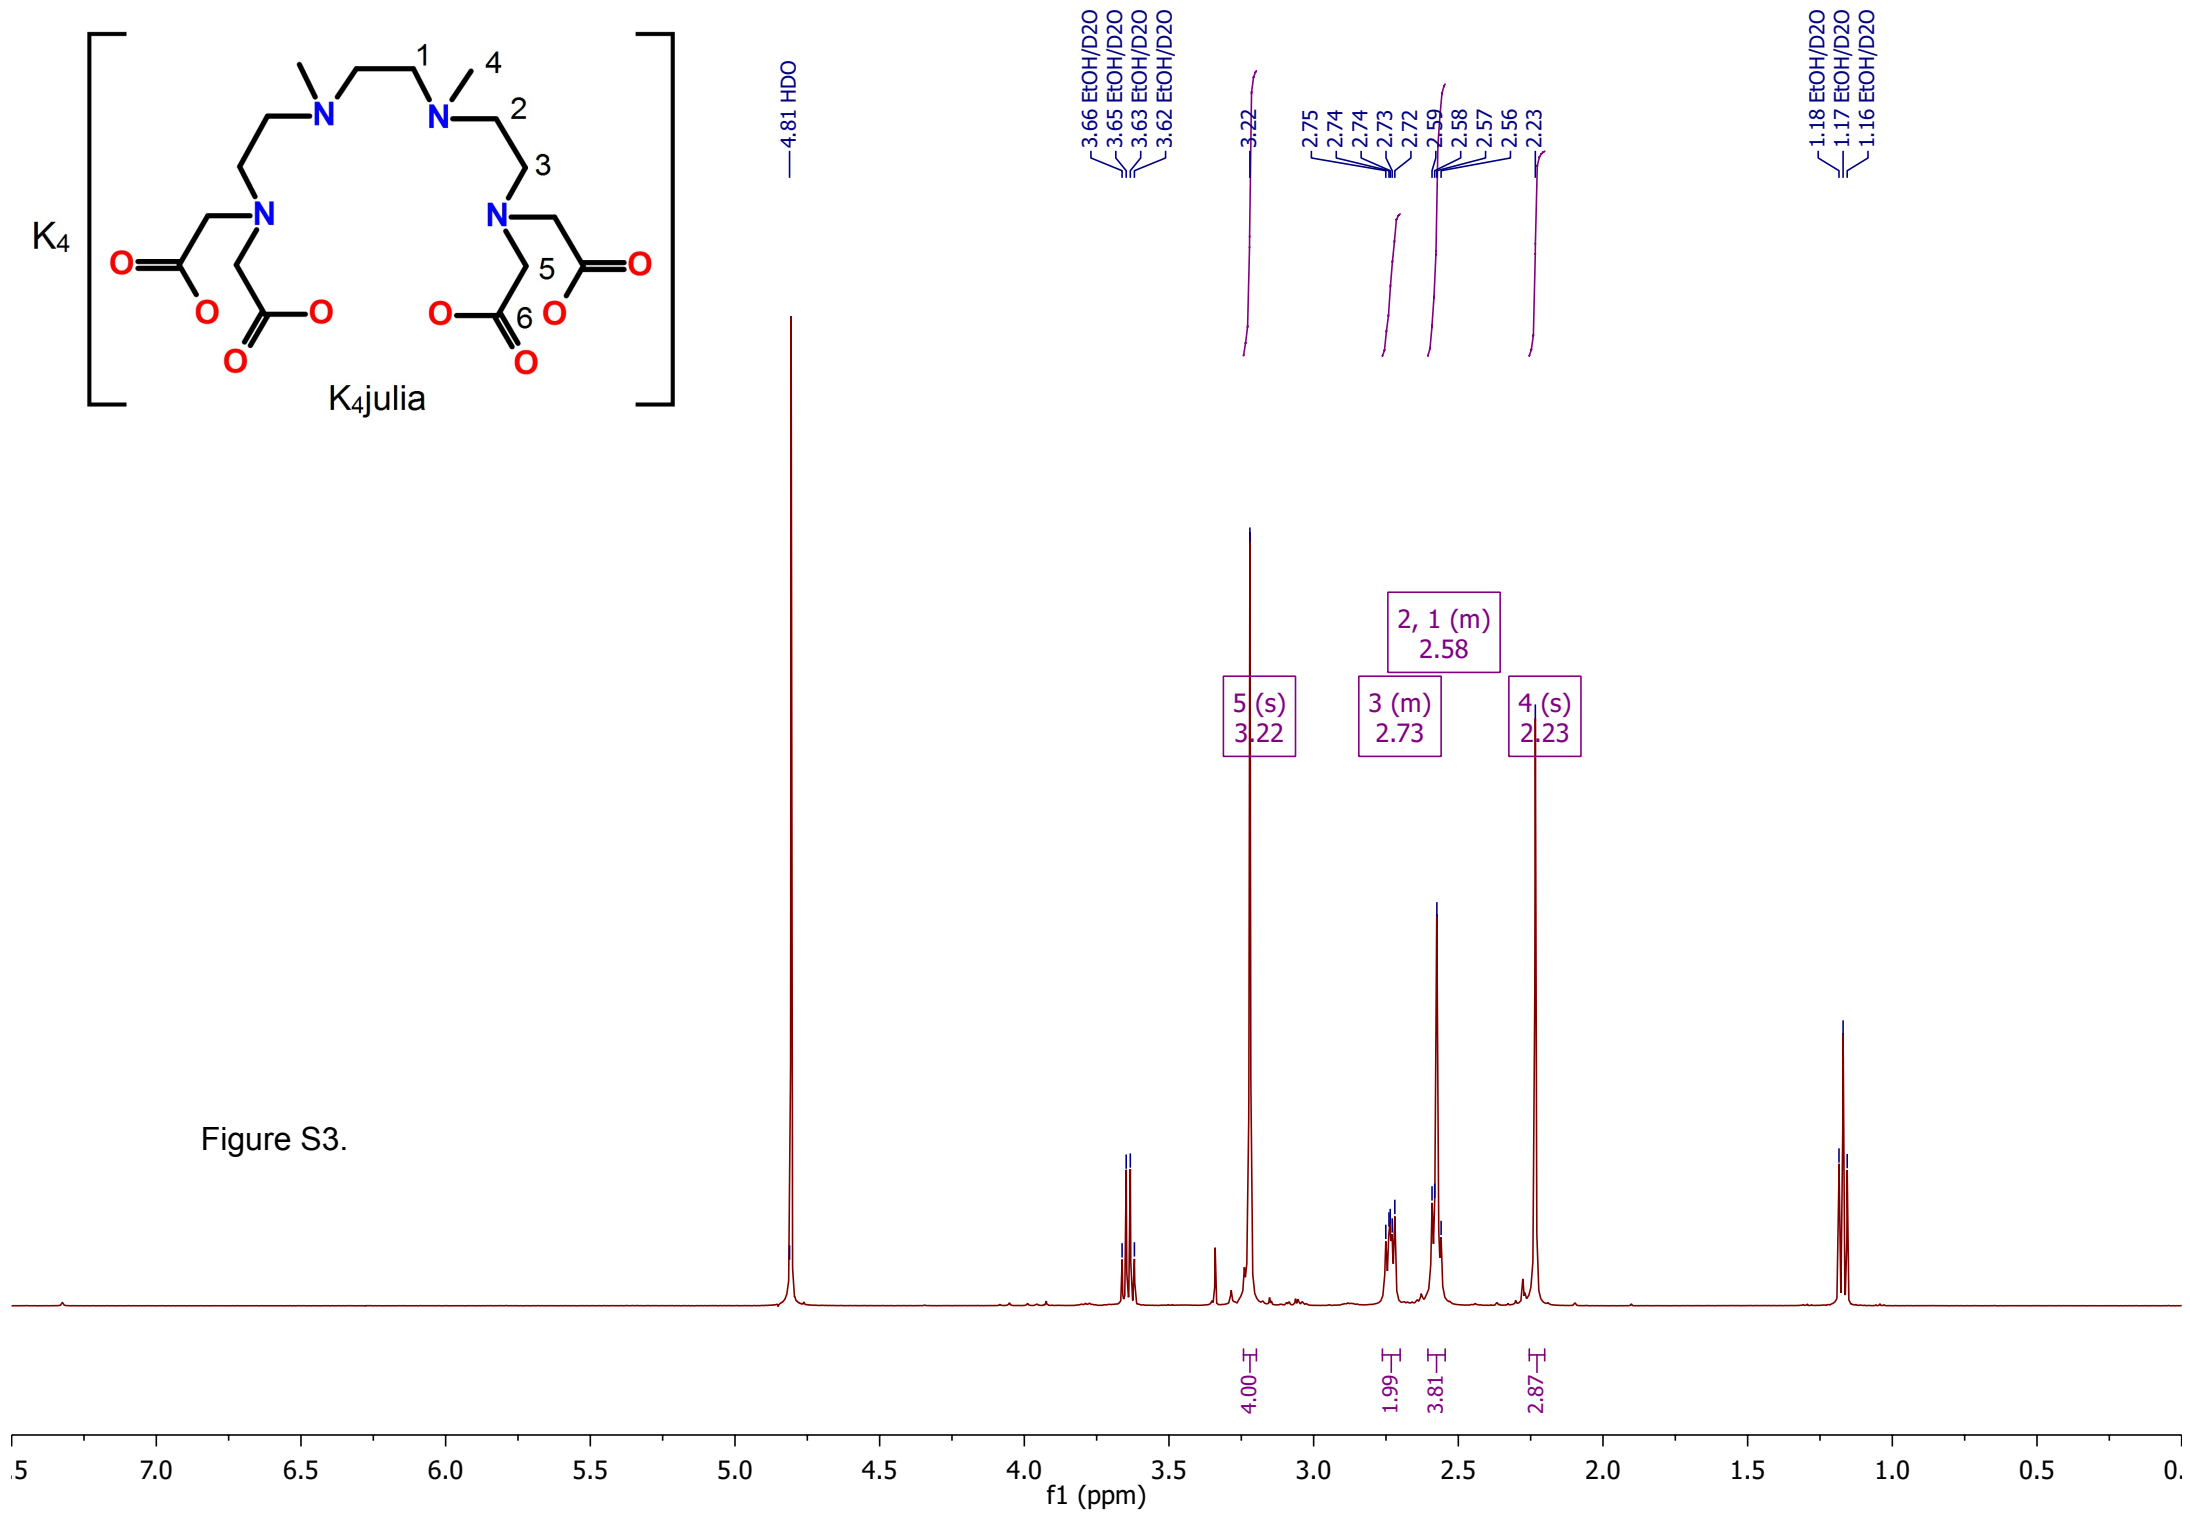 1
4
N
N
2
3
N
N
K4
5
O
O
O
O
O
O
6
O
O
K4julia
4.81 HDO
3.66 EtOH/D2O
3.65 EtOH/D2O
3.63 EtOH/D2O
3.62 EtOH/D2O
3.22
2.75
2.74
2.74
2.73
2.72
2.59
2.58
2.57
2.56
2.23
1.18 EtOH/D2O
1.17 EtOH/D2O
1.16 EtOH/D2O
2, 1 (m)
2.58
5 (s)
3.22
3 (m)
2.73
4 (s)
2.23
Figure S3.
4.00
1.99
3.81
2.87
.5 7.0 6.5 6.0 5.5 5.0 4.5 4.0 3.5 3.0 2.5 2.0 1.5 1.0 0.5 0.
f1 (ppm)